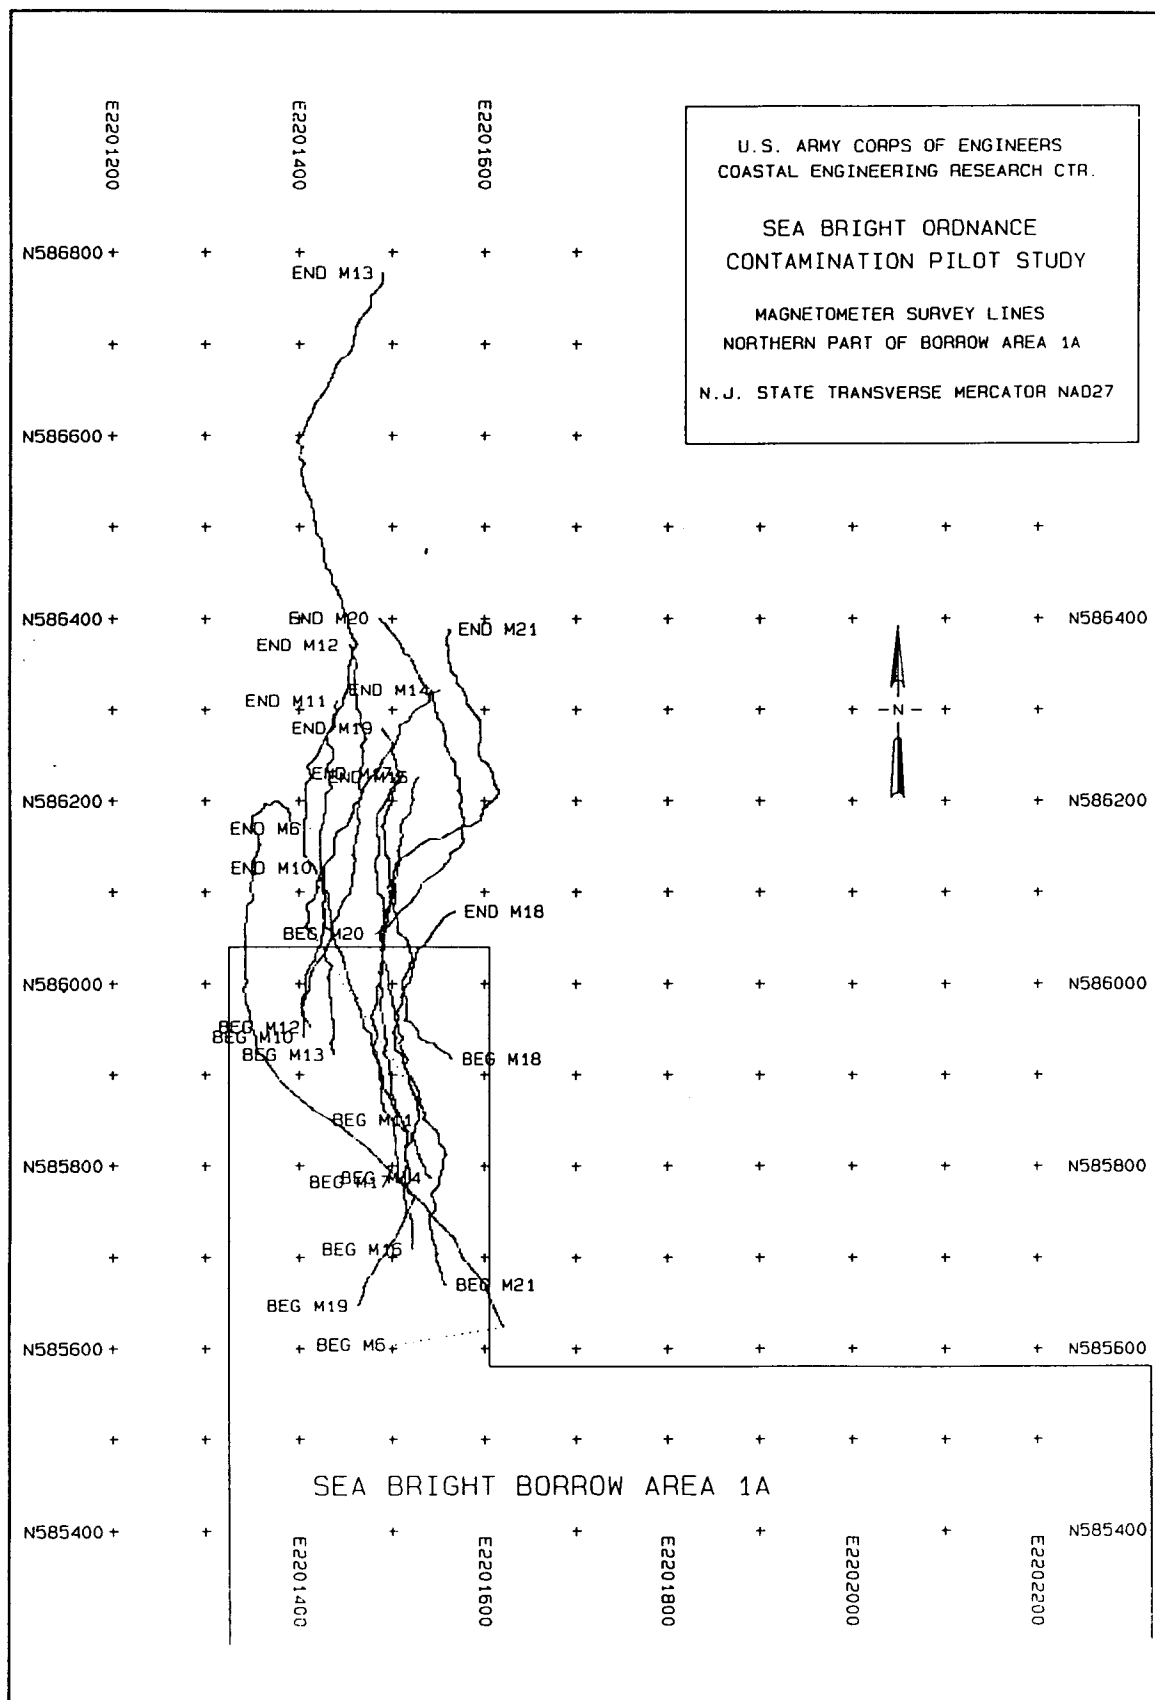 E2201200
E2201400
E2201600
U.S. ARMY CORPS OF ENGINEERS
COASTAL ENGINEERING RESEARCH CTR.
SEA BRIGHT ORDNANCE
CONTAMINATION PILOT STUDY
MAGNETOMETER SURVEY LINES
NORTHERN PART OF BORROW AREA 1A
N.J. STATE TRANSVERSE MERCATOR NAD27
N586800
END M13
N586600
N586400
END M20
END M21
N586400
END M12
END M14
END M11
END M19
-N-
END M17
END M16
N586200
N586200
END M6
END M10
END M18
BEG M20
N586000
N586000
BEG M12
BEG M10
BEG M13
BEG M18
BEG M11
N585800
BEG M14
BEG M17
N585800
BEG M16
BEG M21
BEG M19
N585600
BEG M6
N585600
SEA BRIGHT BORROW AREA 1A
N585400
N585400
E2201400
E2201600
E2201800
E2202000
E2202200